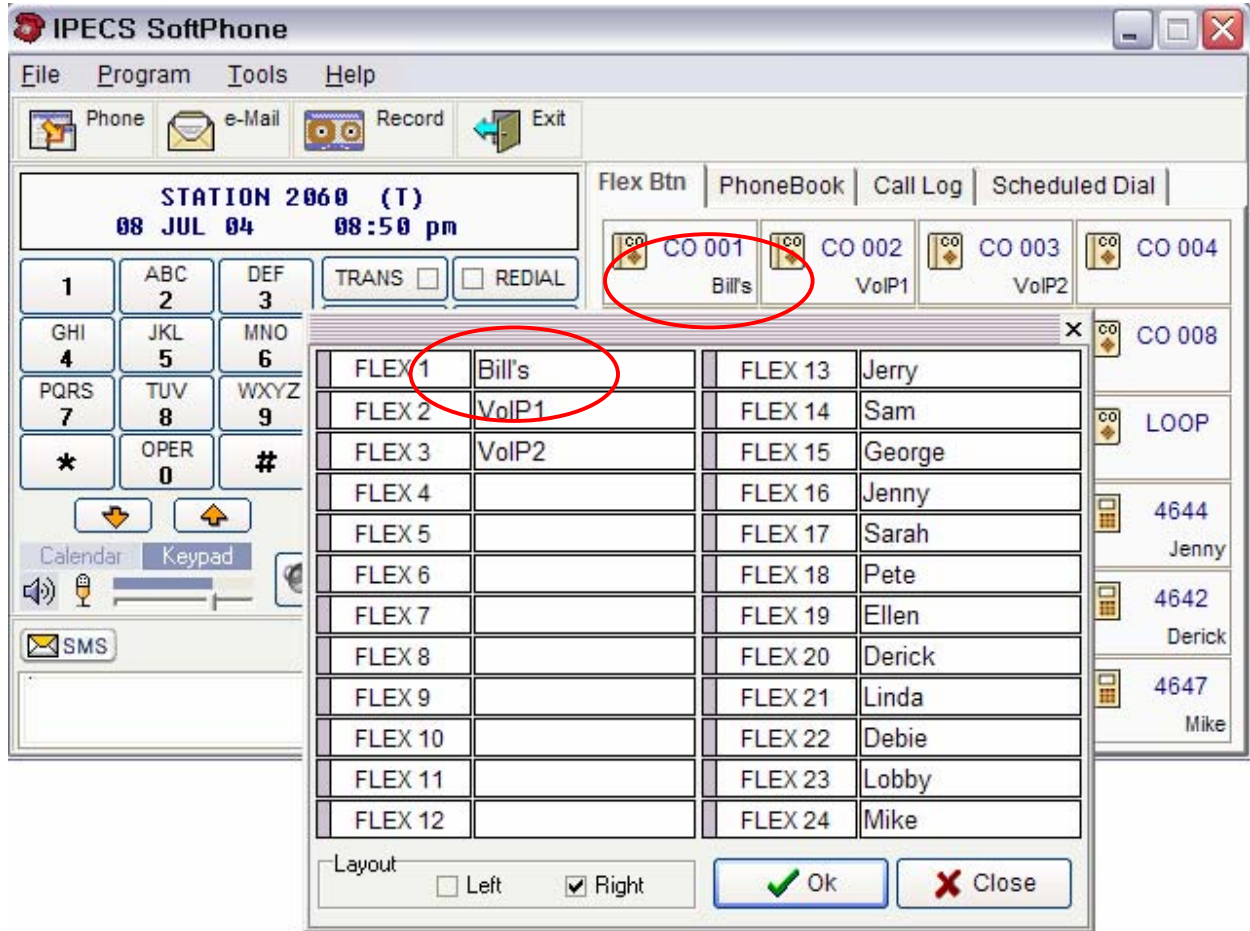 IPECS SoftPhone
File Program Tools Help
Phone e-Mail Record Exit
STATION 2060 (T)
08 JUL 04 08:50 pm
Flex Btn PhoneBook Call Log Scheduled Dial
CO CO 001 CO CO 002 CO CO 003 CO CO 004
Bill's VoIP1 VoIP2
1 ABC 2 DEF 3 TRANS REDIAL
GHI 4 JKL 5 MNO 6
PQRS 7 TUV 8 WXYZ 9
* OPER 0 #
Calendar Keypad
SMS
CO CO 008
CO LOOP
4644
Jenny
4642
Derick
4647
Mike
FLEX 1 Bill's FLEX 13 Jerry
FLEX 2 VoIP1 FLEX 14 Sam
FLEX 3 VoIP2 FLEX 15 George
FLEX 4 FLEX 16 Jenny
FLEX 5 FLEX 17 Sarah
FLEX 6 FLEX 18 Pete
FLEX 7 FLEX 19 Ellen
FLEX 8 FLEX 20 Derick
FLEX 9 FLEX 21 Linda
FLEX 10 FLEX 22 Debie
FLEX 11 FLEX 23 Lobby
FLEX 12 FLEX 24 Mike
Layout Left Right Ok Close